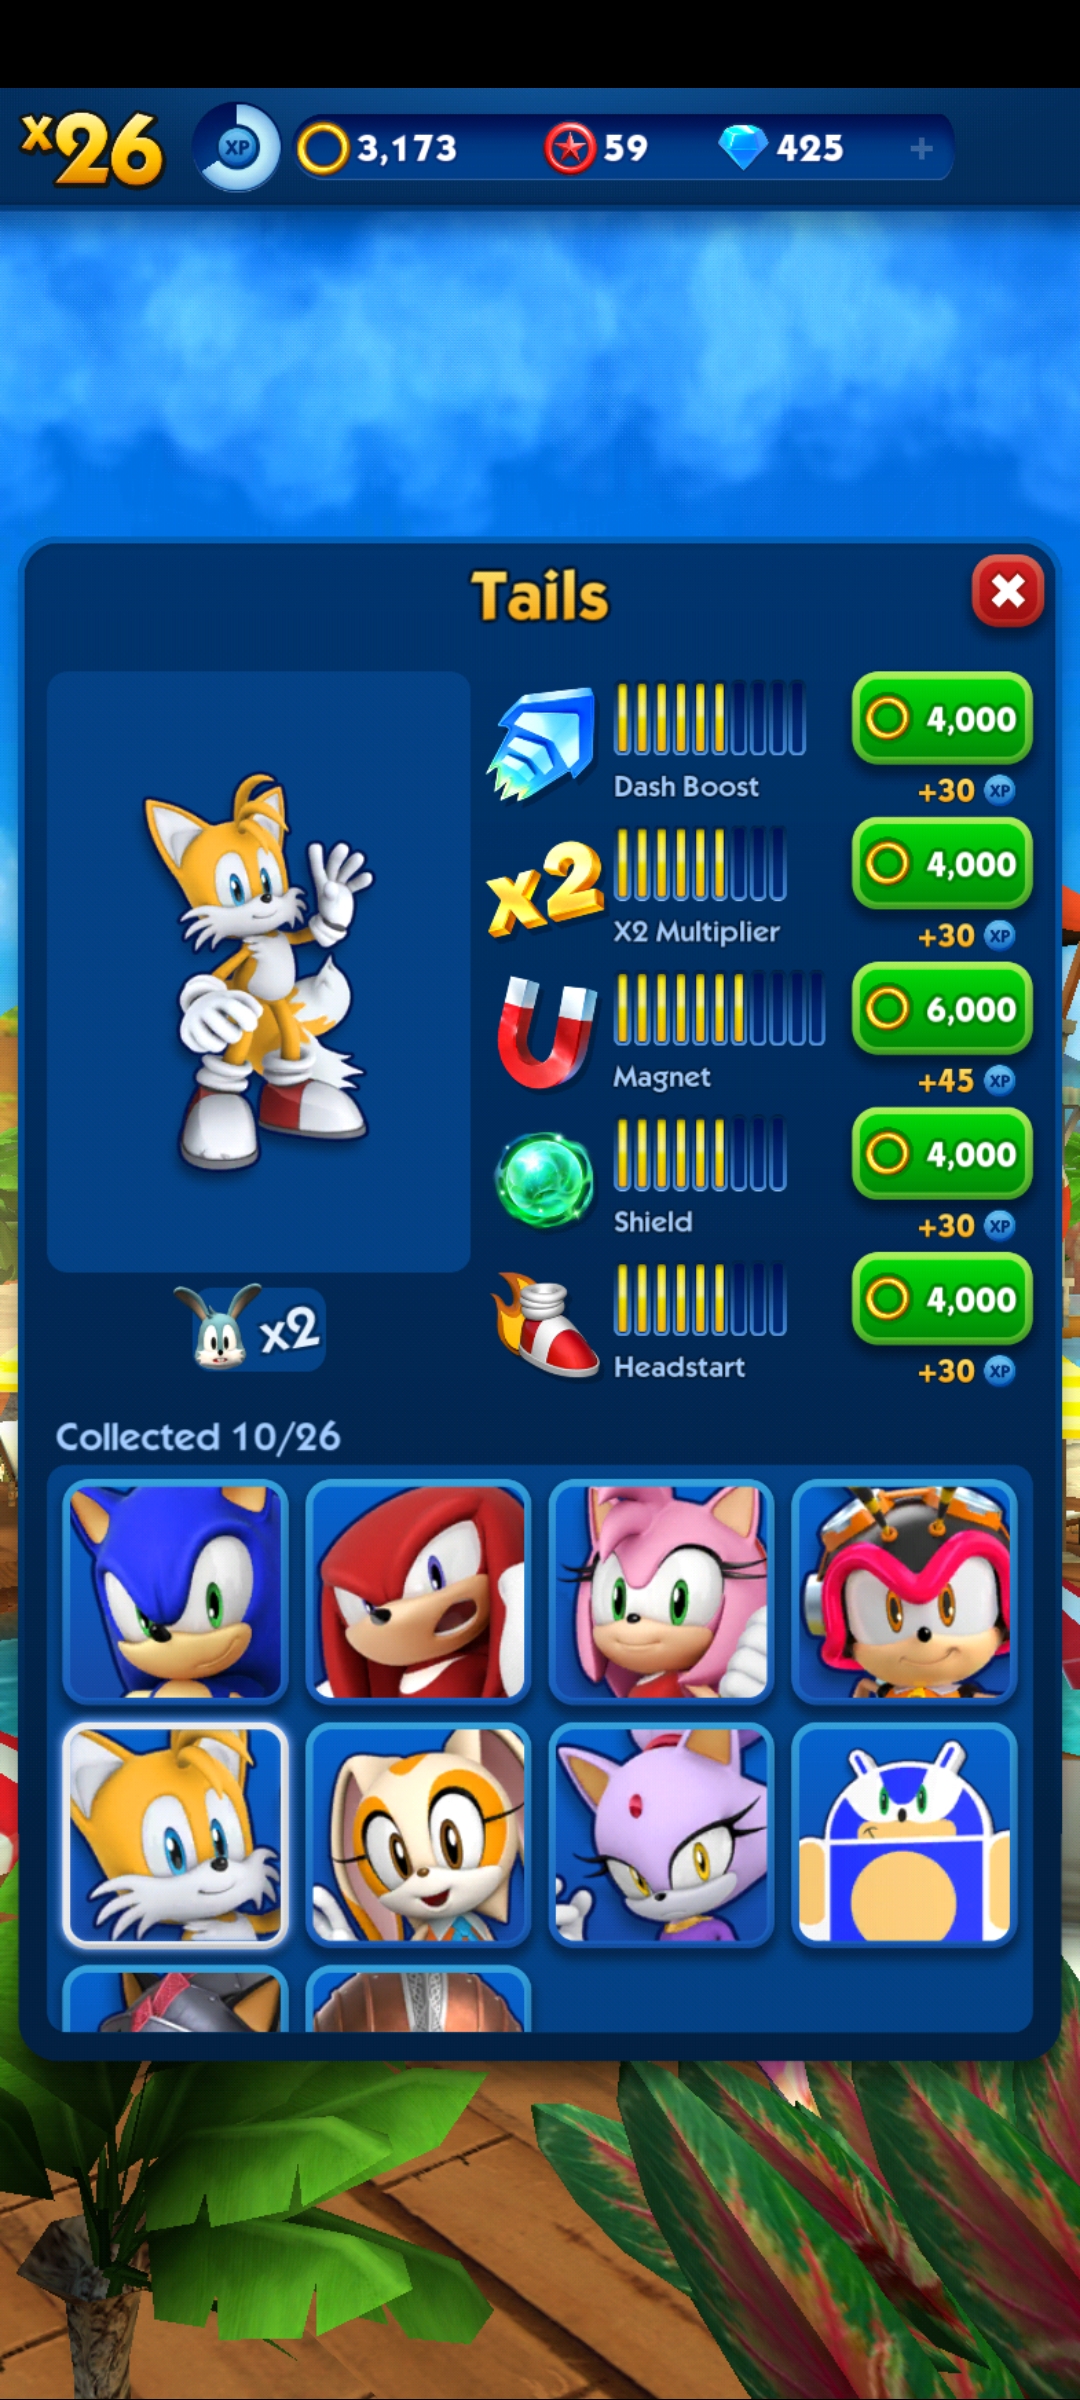 x26 XP 3,173 59 425 +
Tails
4,000
Dash Boost +30 XP
x2 4,000
X2 Multiplier +30 XP
6,000
Magnet +45 XP
4,000
Shield +30 XP
x2 4,000
Headstart +30 XP
Collected 10/26